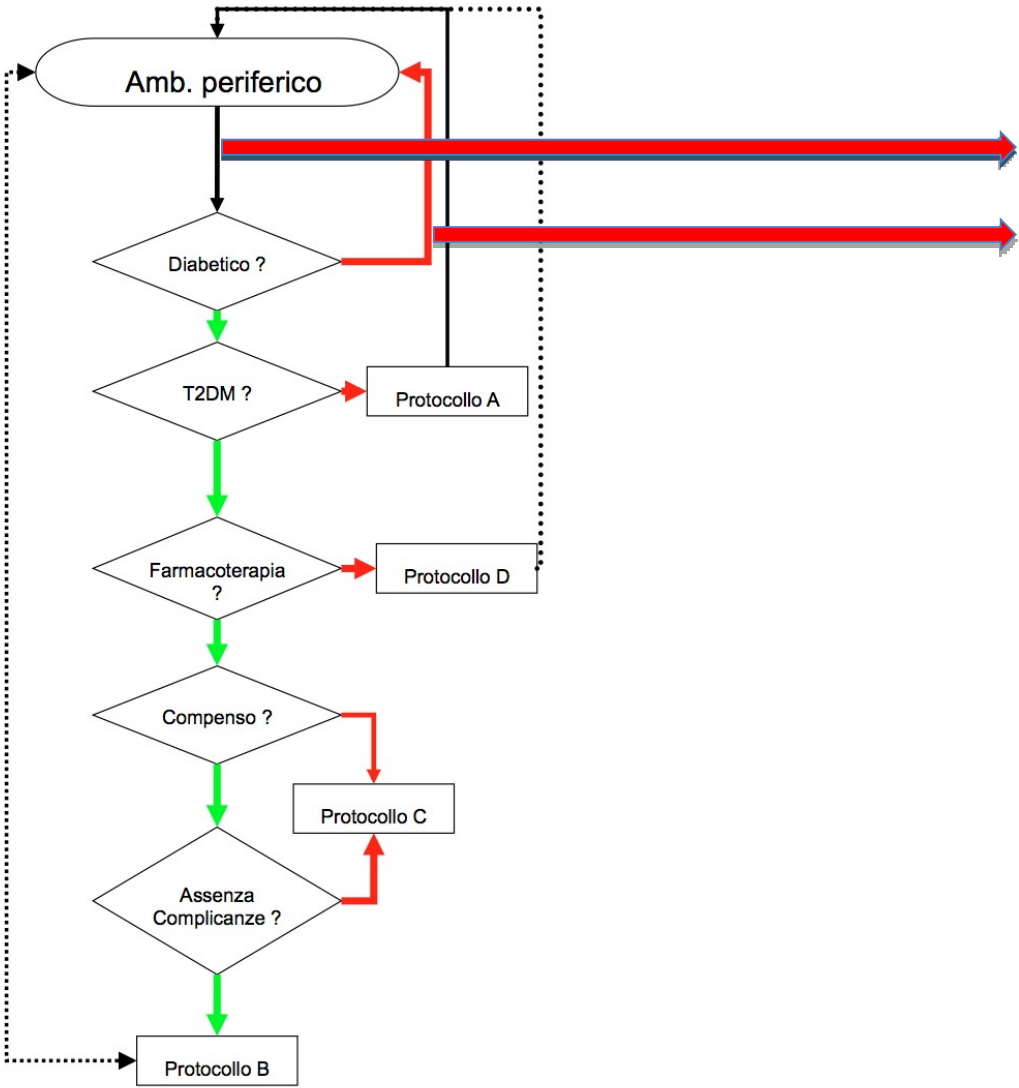 Amb. periferico
Diabetico ?
T2DM ?
Protocollo A
Farmacoterapia
?
Protocollo D
Compenso ?
Protocollo C
Assenza
Complicanze ?
Protocollo B